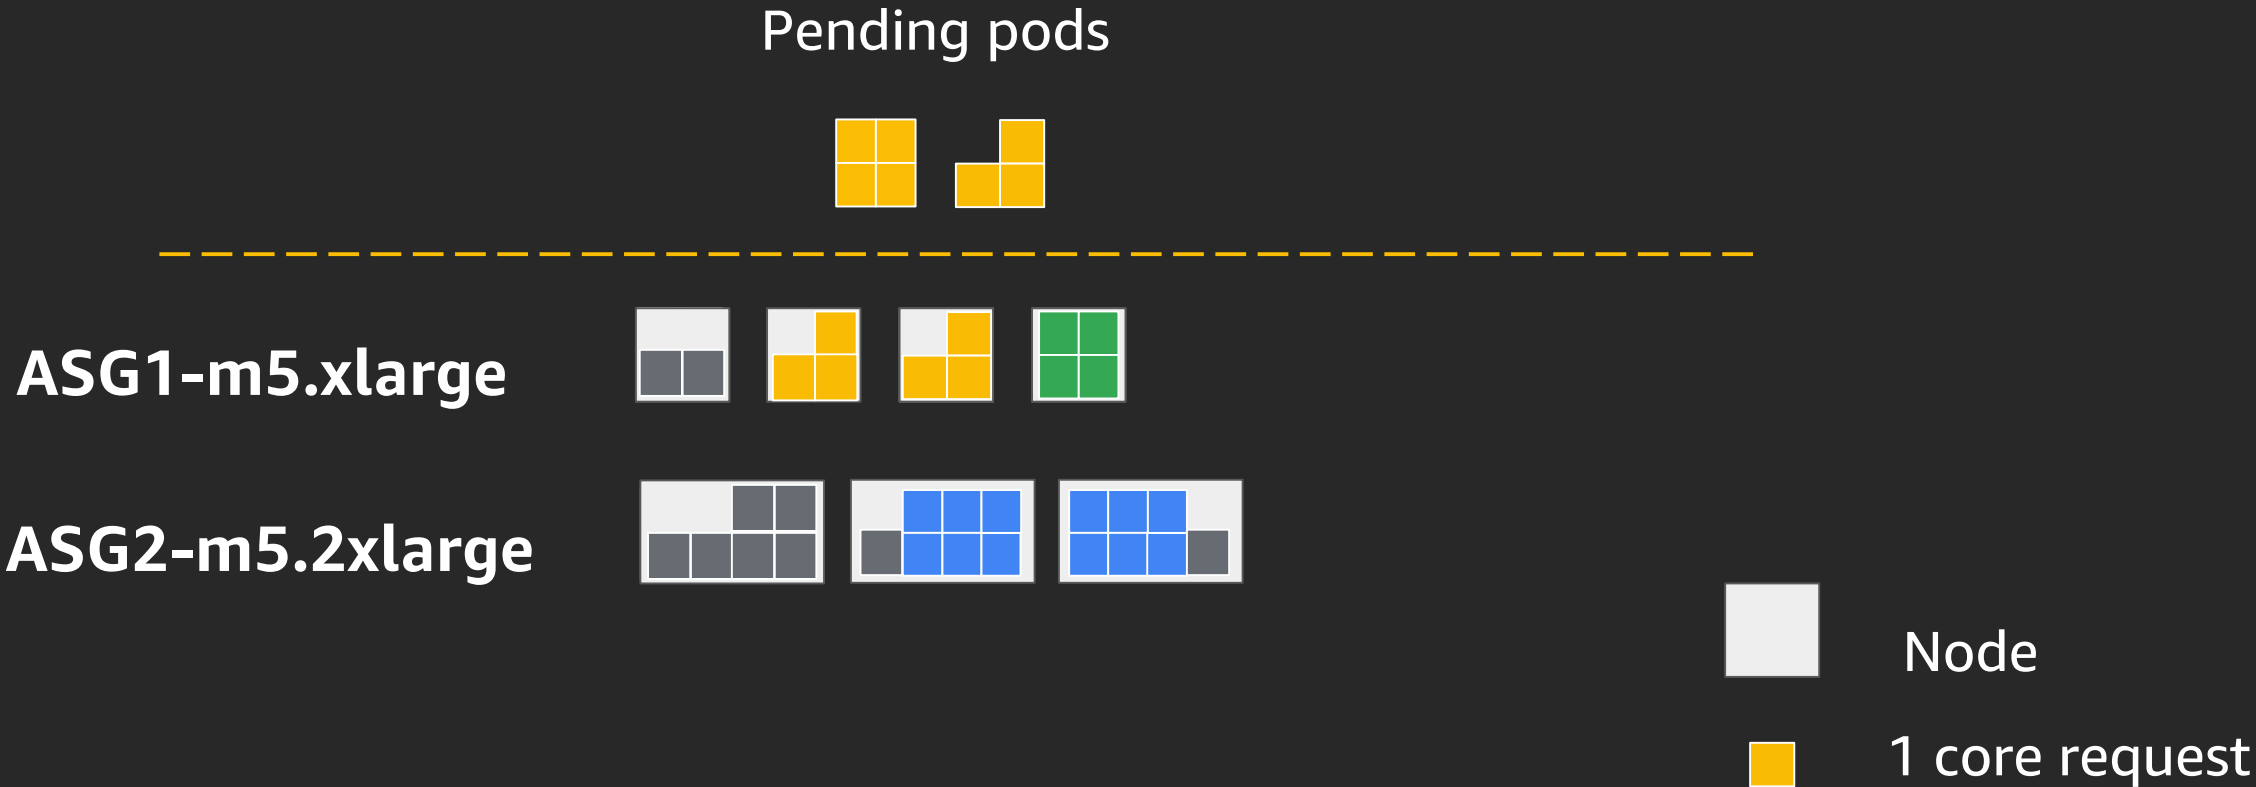 Pending pods
ASG1-m5.xlarge
ASG2-m5.2xlarge
Node
1 core request